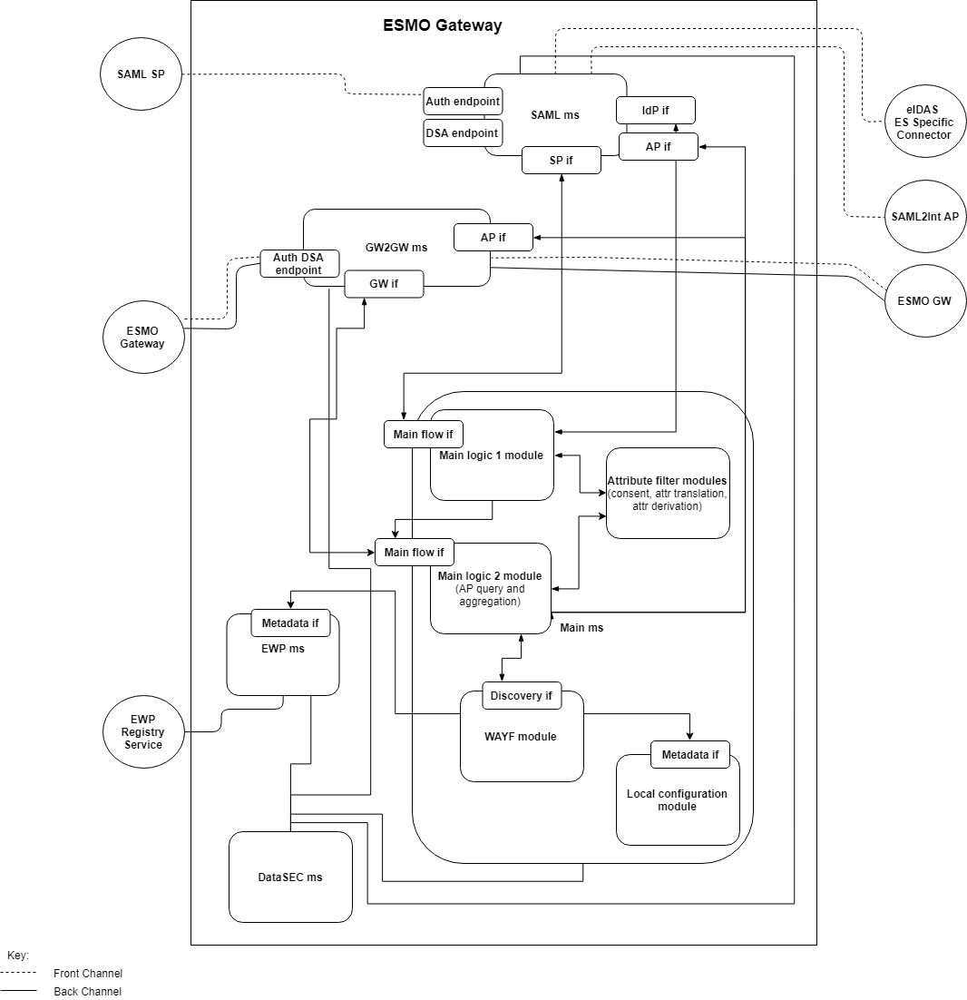 ESMO Gateway
SAML SP
Auth endpoint
DSA endpoint
SAML ms
IdP if
AP if
SP if
eIDAS
ES Specific
Connector
SAML2Int AP
GW2GW ms
AP if
Auth DSA
endpoint
GW if
ESMO GW
ESMO
Gateway
Main flow if
Main logic 1 module
Attribute filter modules
(consent, attr translation,
attr derivation)
Main flow if
Main logic 2 module
(AP query and
aggregation)
Main ms
Metadata if
EWP ms
Discovery if
WAYF module
EWP
Registry
Service
Metadata if
Local configuration
module
DataSEC ms
Key:
Front Channel
Back Channel